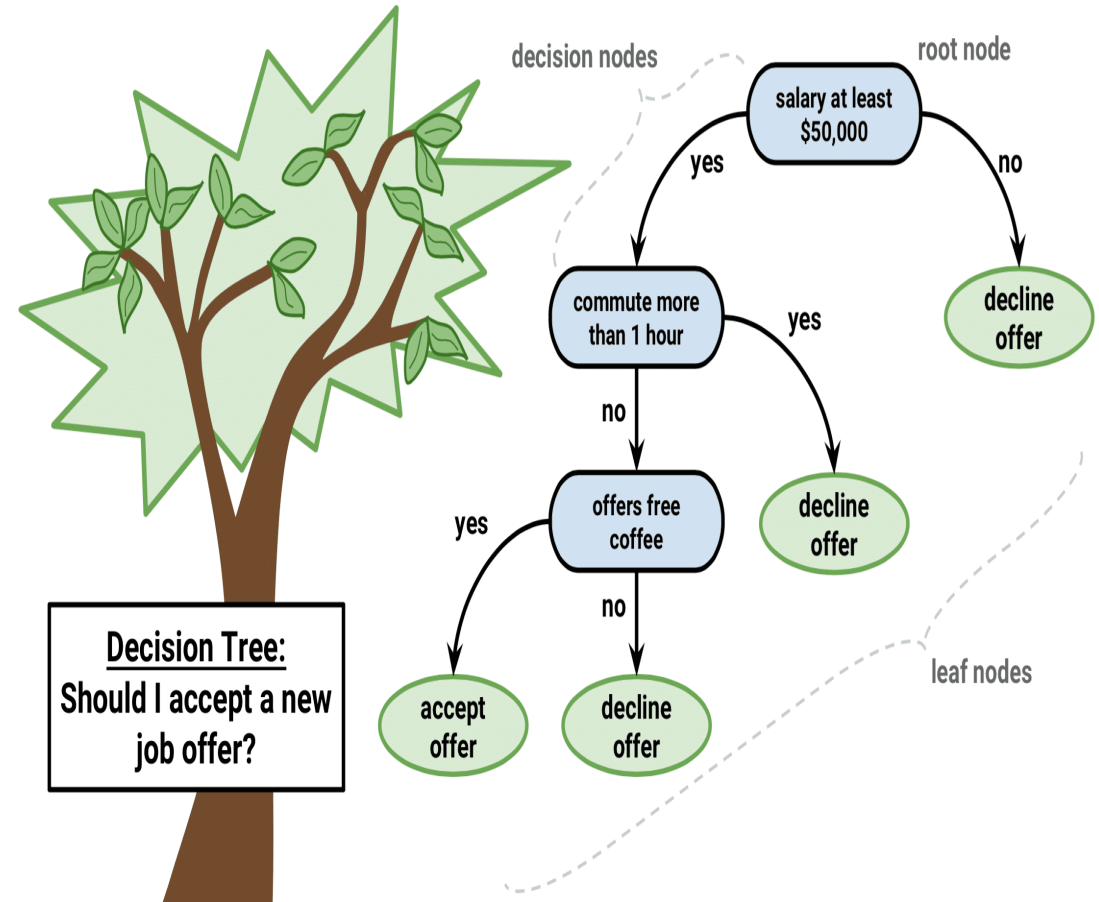 decision nodes
root node
salary at least
$50,000
yes
no
commute more
than 1 hour
decline
offer
yes
no
offers free
coffee
decline
offer
yes
no
accept
offer
decline
offer
leaf nodes
Decision Tree:
Should I accept a new
job offer?